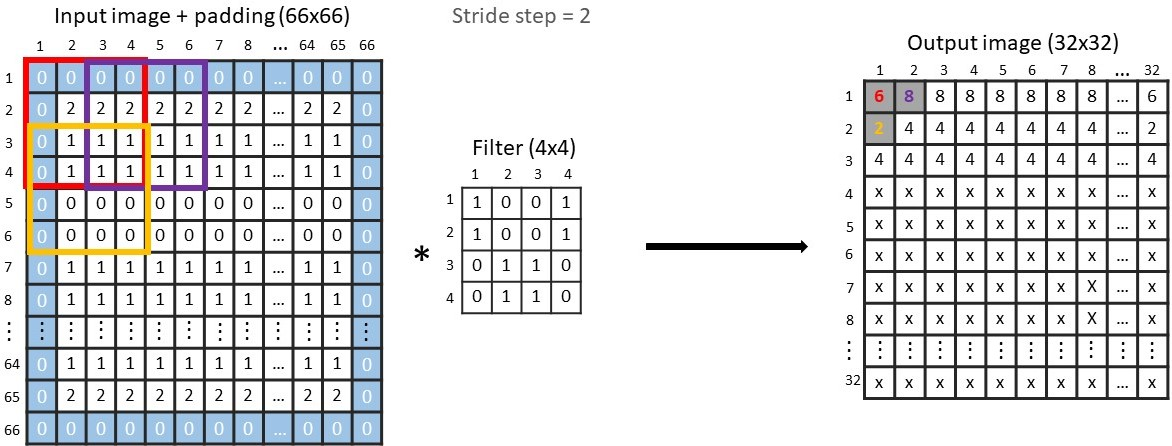 Input image + padding (66x66)
Stride step = 2
1 2 3 4 5 6 7 8 ... 64 65 66
1 0 0 0 0 0 0 0 0 ... 0 0 0
2 0 2 2 2 2 2 2 2 ... 2 2 0
3 0 1 1 1 1 1 1 1 ... 1 1 0
4 0 1 1 1 1 1 1 1 ... 1 1 0
5 0 0 0 0 0 0 0 0 ... 0 0 0
6 0 0 0 0 0 0 0 0 ... 0 0 0
7 0 1 1 1 1 1 1 1 ... 1 1 0
8 0 1 1 1 1 1 1 1 ... 1 1 0
⋮ ⋮ ⋮ ⋮ ⋮ ⋮ ⋮ ⋮ ⋮ ... ⋮ ⋮ ⋮
64 0 1 1 1 1 1 1 1 ... 1 1 0
65 0 2 2 2 2 2 2 2 ... 2 2 0
66 0 0 0 0 0 0 0 0 ... 0 0 0
*
Filter (4x4)
1 2 3 4
1 1 0 0 1
2 1 0 0 1
3 0 1 1 0
4 0 1 1 0
Output image (32x32)
1 2 3 4 5 6 7 8 ... 32
1 6 8 8 8 8 8 8 8 ... 6
2 2 4 4 4 4 4 4 4 ... 2
3 4 4 4 4 4 4 4 4 ... 4
4 x x x x x x x x ... x
5 x x x x x x x x ... x
6 x x x x x x x x ... x
7 x x x x x x x X ... x
8 x x x x x x x X ... x
⋮ ⋮ ⋮ ⋮ ⋮ ⋮ ⋮ ⋮ ⋮ ... ⋮
32 x x x x x x x x ... x